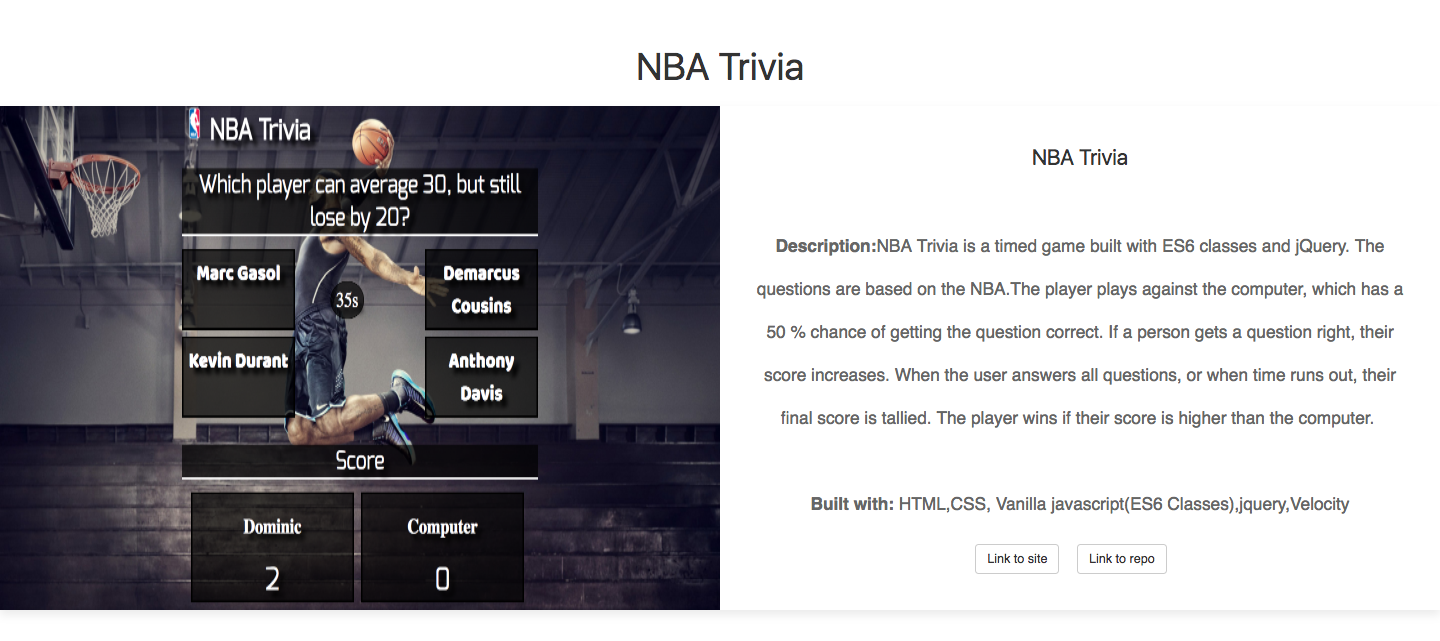 NBA Trivia
NBA Trivia
Which player can average 30, but still
lose by 20?
Marc Gasol
Demarcus
Cousins
35s
Kevin Durant
Anthony
Davis
Score
Dominic
Computer
2
0
NBA Trivia
Description:NBA Trivia is a timed game built with ES6 classes and jQuery. The
questions are based on the NBA.The player plays against the computer, which has a
50 % chance of getting the question correct. If a person gets a question right, their
score increases. When the user answers all questions, or when time runs out, their
final score is tallied. The player wins if their score is higher than the computer.
Built with: HTML,CSS, Vanilla javascript(ES6 Classes),jquery,Velocity
Link to site
Link to repo